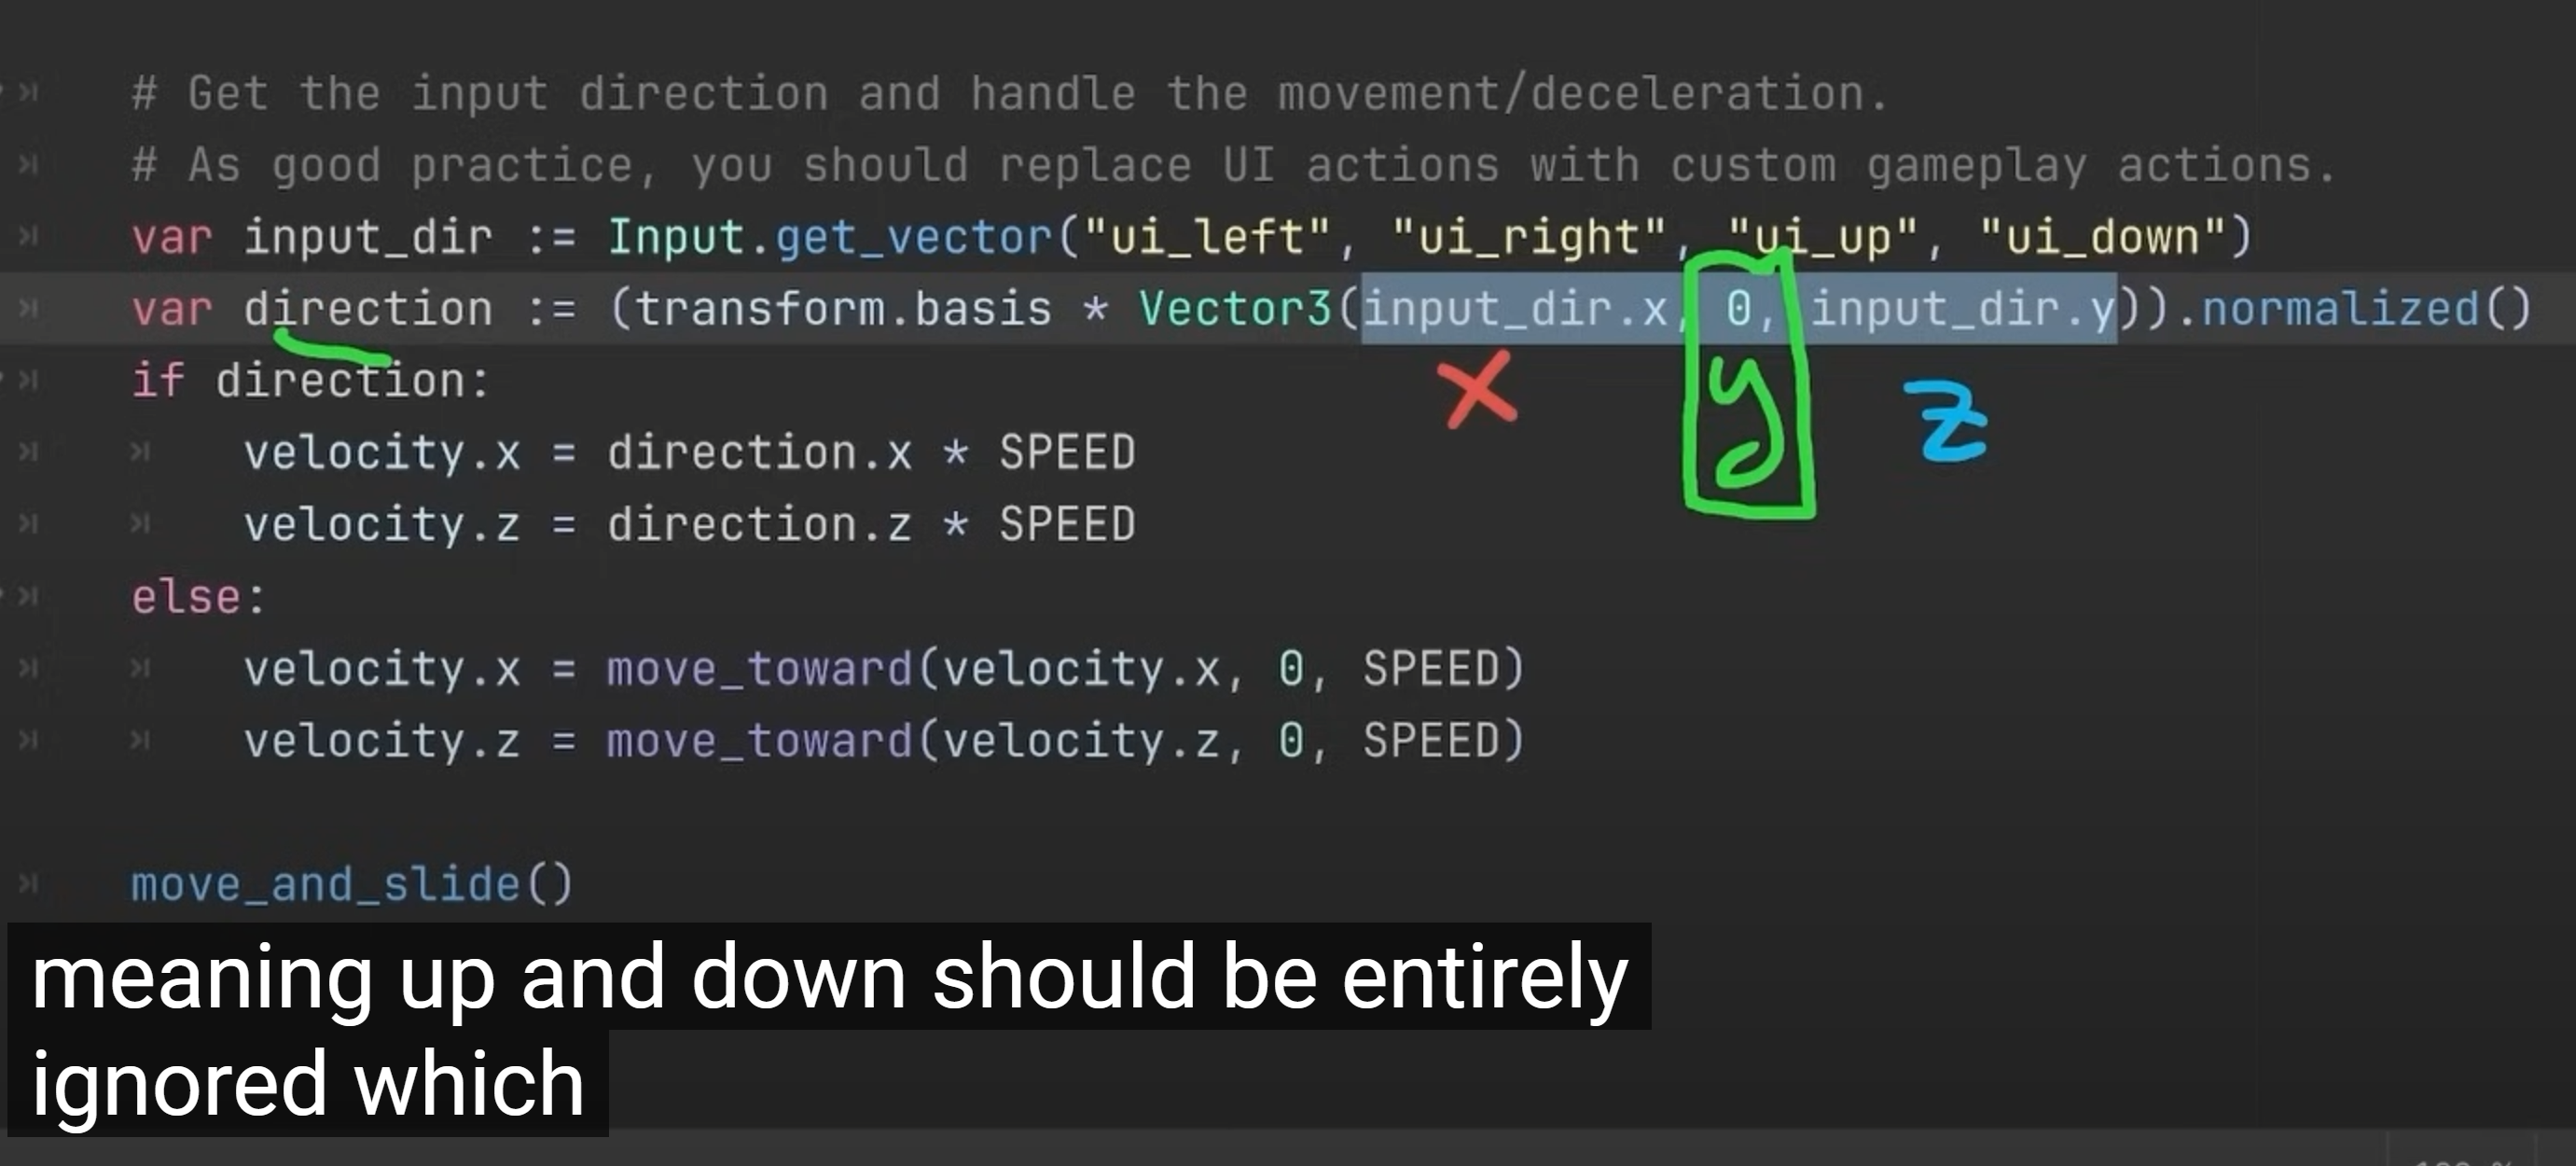 # Get the input direction and handle the movement/deceleration.
# As good practice, you should replace UI actions with custom gameplay actions.
var input_dir := Input.get_vector("ui_left", "ui_right", "ui_up", "ui_down")
var direction := (transform.basis * Vector3(input_dir.x, 0, input_dir.y)).normalized()
if direction:
x y z
velocity.x = direction.x * SPEED
velocity.z = direction.z * SPEED
else:
velocity.x = move_toward(velocity.x, 0, SPEED)
velocity.z = move_toward(velocity.z, 0, SPEED)
move_and_slide()
meaning up and down should be entirely
ignored which